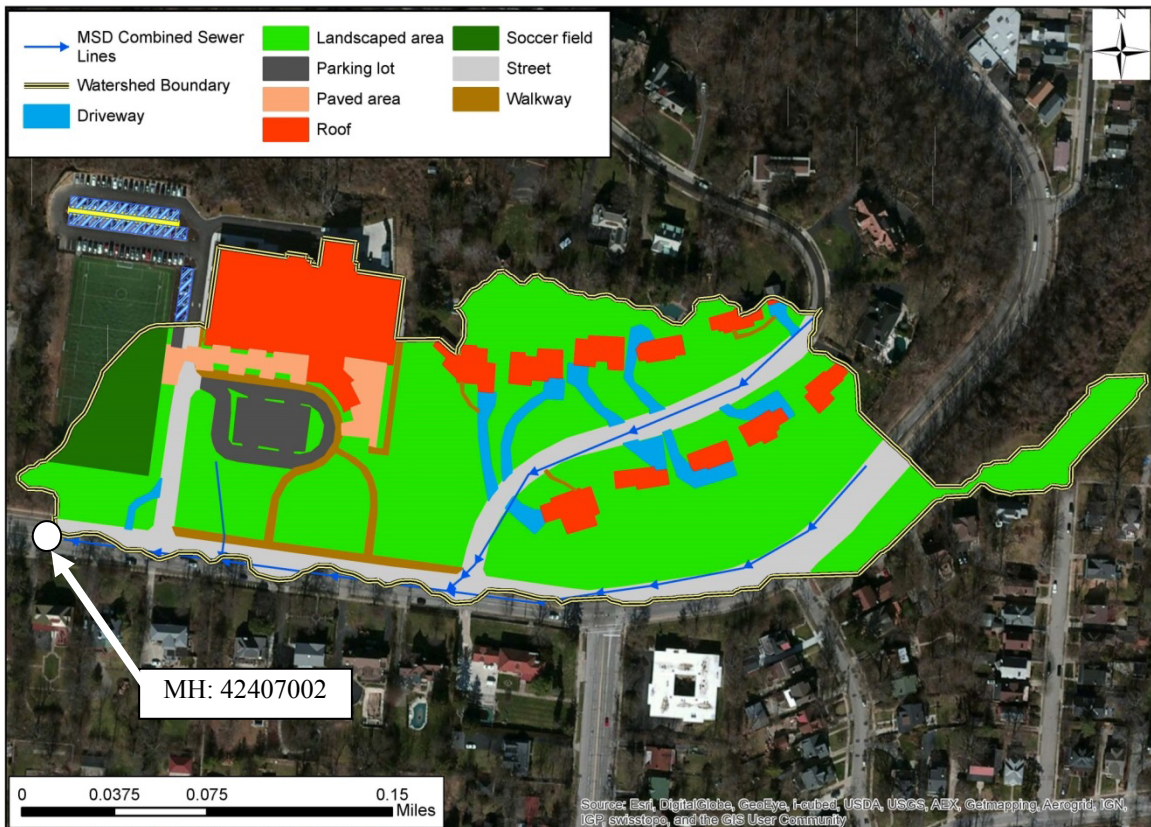 MSD Combined Sewer
Lines
Watershed Boundary
Driveway
Landscaped area
Parking lot
Paved area
Roof
Soccer field
Street
Walkway
N
MH: 42407002
0 0.0375 0.075 0.15
Miles
Source: Esri, DigitalGlobe, GeoEye, i-cubed, USDA, USGS, AEX, Getmapping, Aerogrid, IGN,
IGP, swisstopo, and the GIS User Community